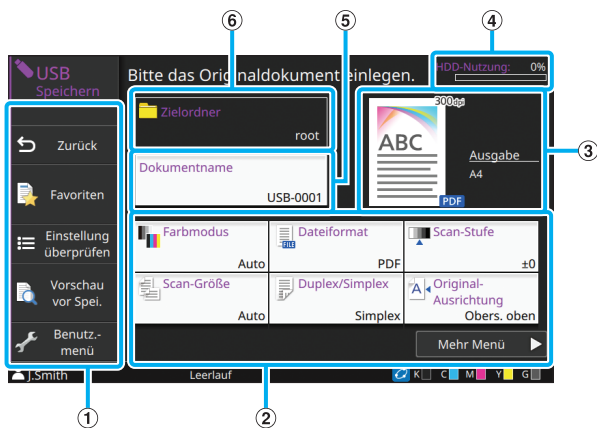 ⑥
⑤
④
USB
Speichern
Bitte das Originaldokument einlegen.
HDD-Nutzung: 0%
Zielordner
root
Dokumentname
USB-0001
300dpi
ABC
PDF
Ausgabe
A4
③
Zurück
Favoriten
Einstellung
überprüfen
Vorschau
vor Spei.
Benutz.-
menü
Farbmodus
Auto
Dateiformat
FILE
PDF
Scan-Stufe
±0
Scan-Größe
Auto
Duplex/Simplex
Simplex
A
Original-
Ausrichtung
Obers. oben
Mehr Menü
J.Smith
Leerlauf
K C M Y G
①
②